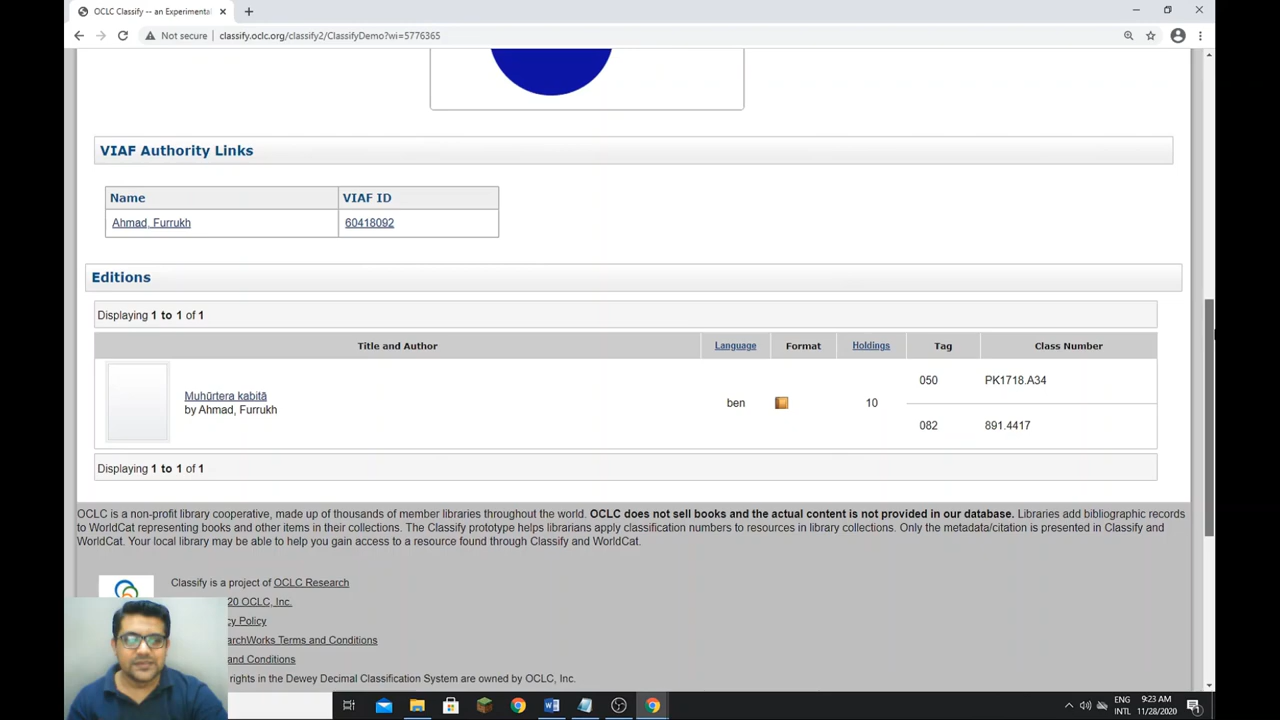 OCLC Classify -- an Experimental
Not secure classify.oclc.org/classify2/ClassifyDemo?wi=5776365
VIAF Authority Links
Name VIAF ID
Ahmad, Furrukh 60418092
Editions
Displaying 1 to 1 of 1
Title and Author Language Format Holdings Tag Class Number
050 PK1718.A34
Muhūrtera kabitā
by Ahmad, Furrukh
ben 10
082 891.4417
Displaying 1 to 1 of 1
OCLC is a non-profit library cooperative, made up of thousands of member libraries throughout the world. OCLC does not sell books and the actual content is not provided in our database. Libraries add bibliographic records
to WorldCat representing books and other items in their collections. The Classify prototype helps librarians apply classification numbers to resources in library collections. Only the metadata/citation is presented in Classify and
WorldCat. Your local library may be able to help you gain access to a resource found through Classify and WorldCat.
Classify is a project of OCLC Research
20 OCLC, Inc.
cy Policy
archWorks Terms and Conditions
and Conditions
rights in the Dewey Decimal Classification System are owned by OCLC, Inc.
ENG 9:23 AM
INTL 11/28/2020